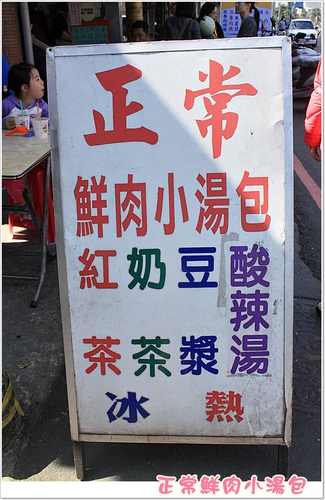 正常
鮮肉小湯包
紅茶
奶茶
豆漿
酸辣湯
冰 熱
正常鮮肉小湯包